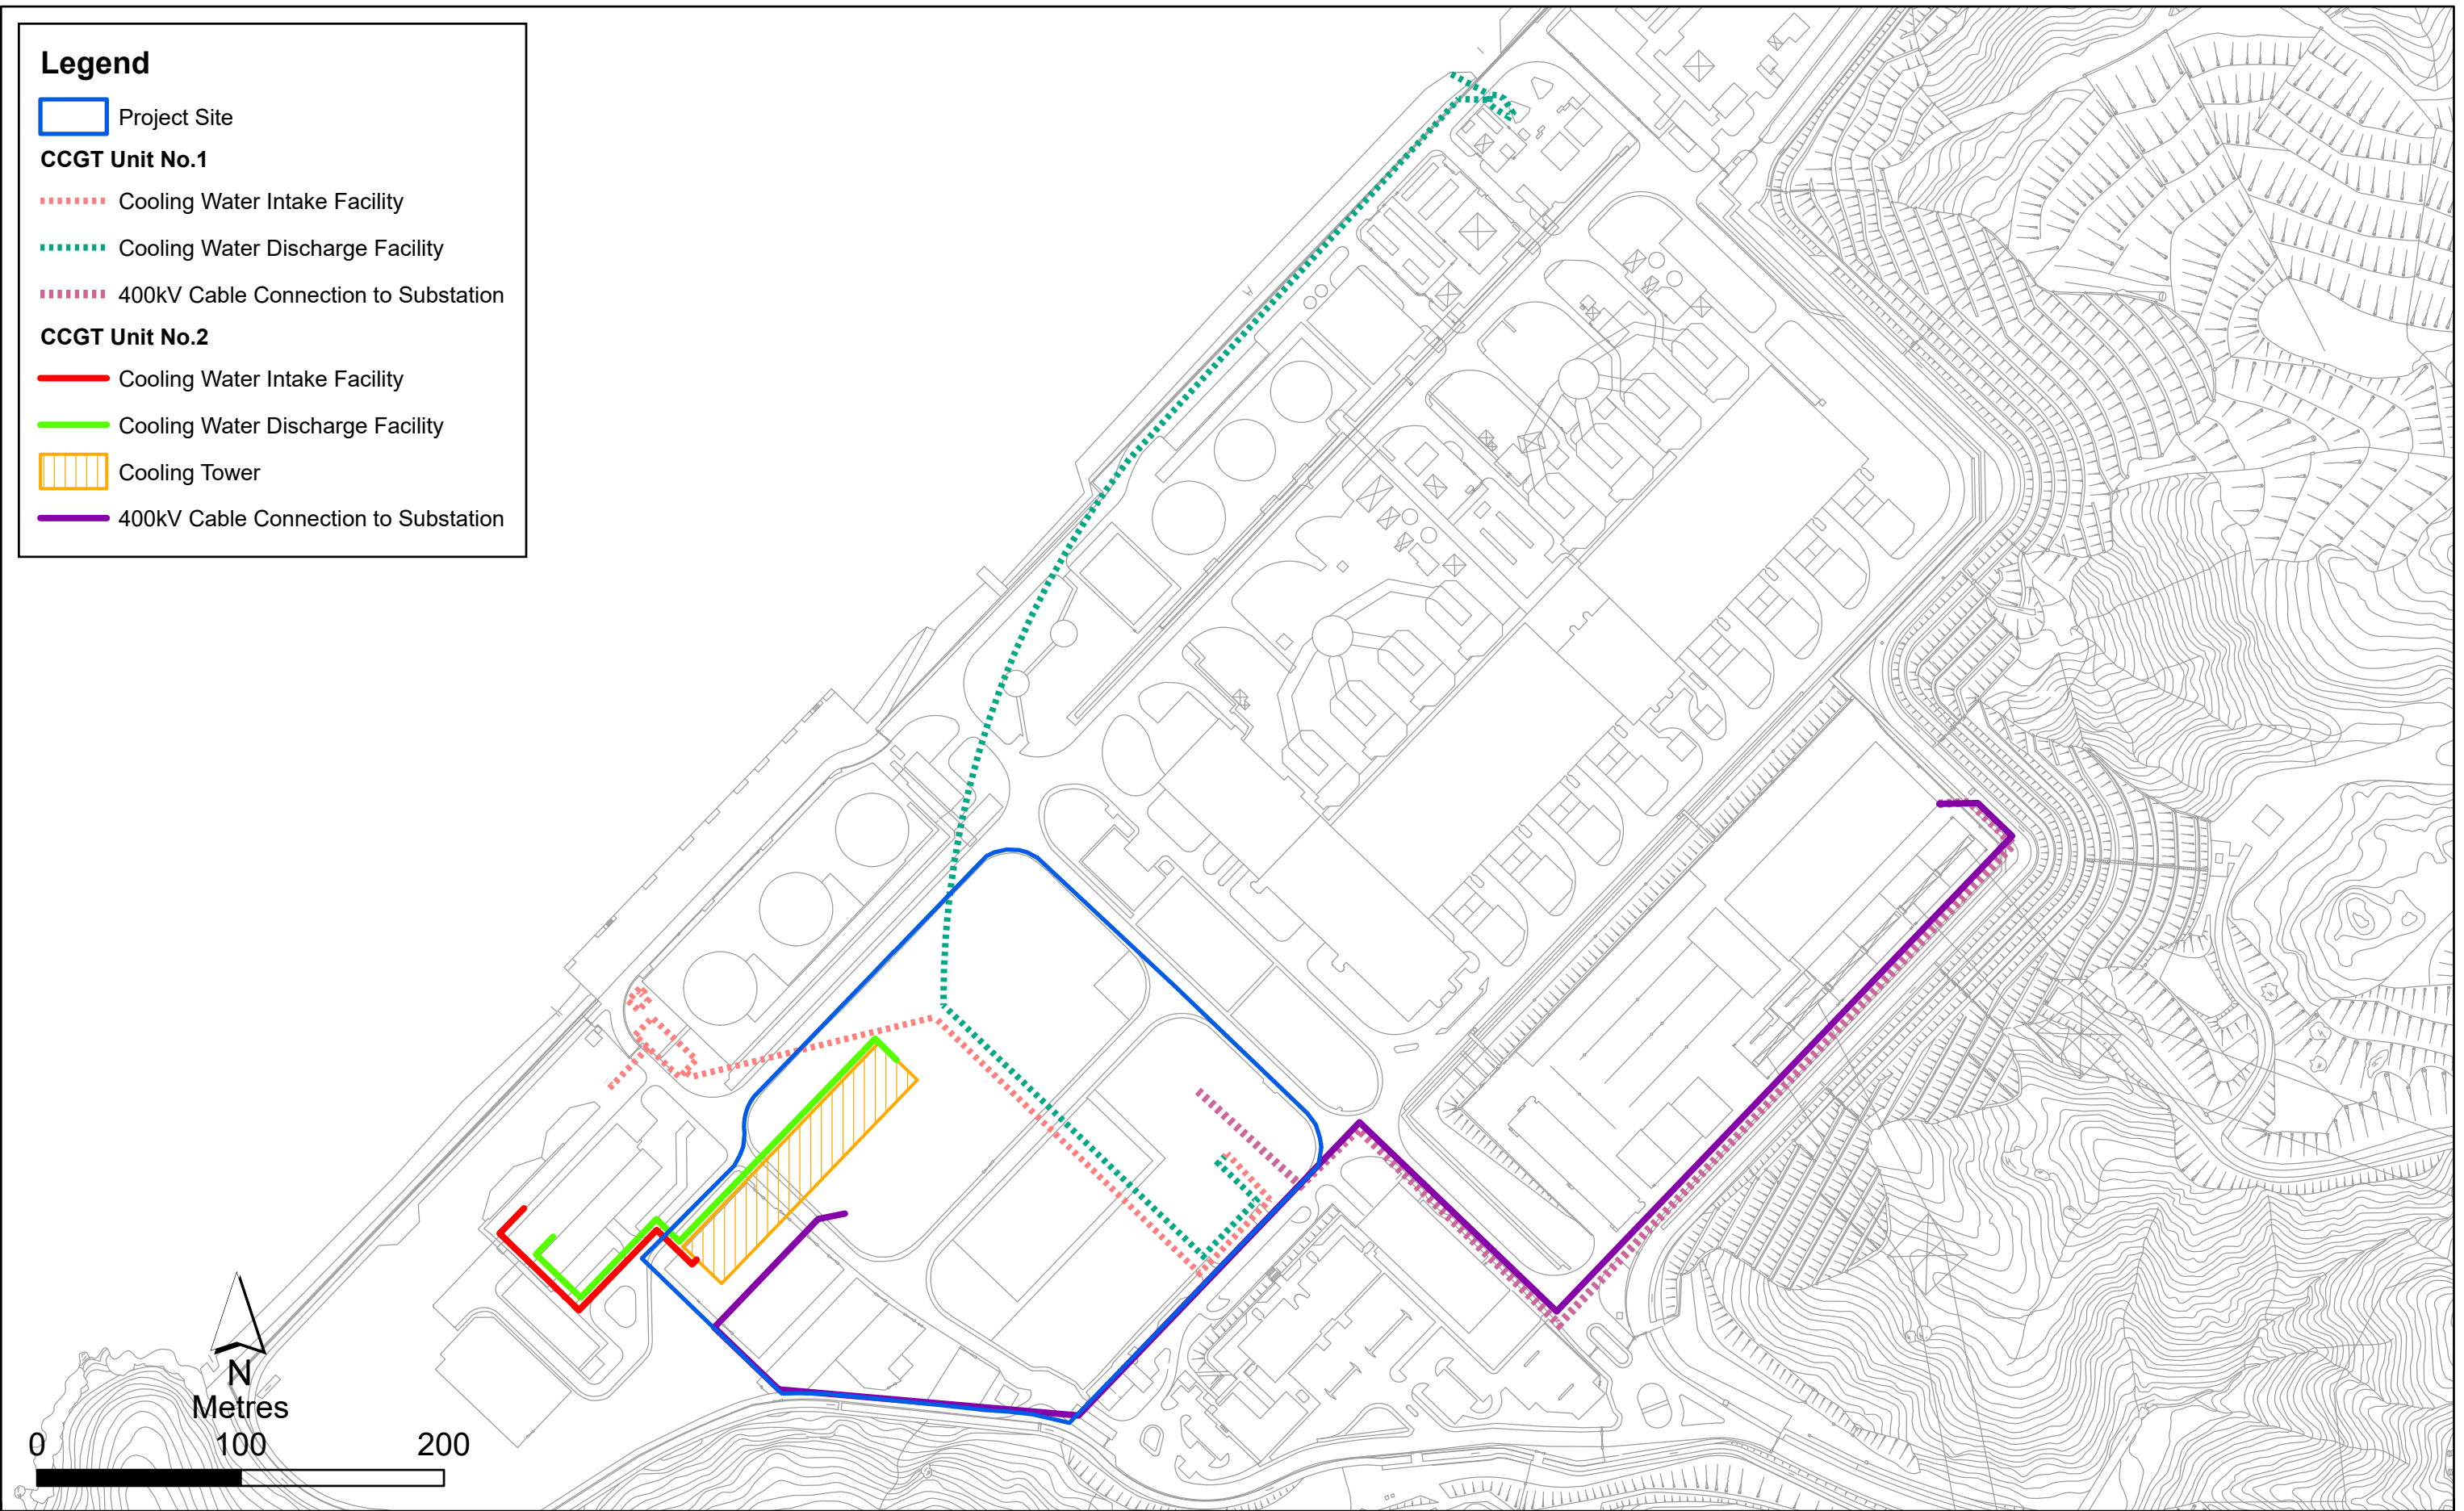 Legend
Project Site
CCGT Unit No.1
Cooling Water Intake Facility
Cooling Water Discharge Facility
400kV Cable Connection to Substation
CCGT Unit No.2
Cooling Water Intake Facility
Cooling Water Discharge Facility
Cooling Tower
400kV Cable Connection to Substation
N
Metres
0 100 200